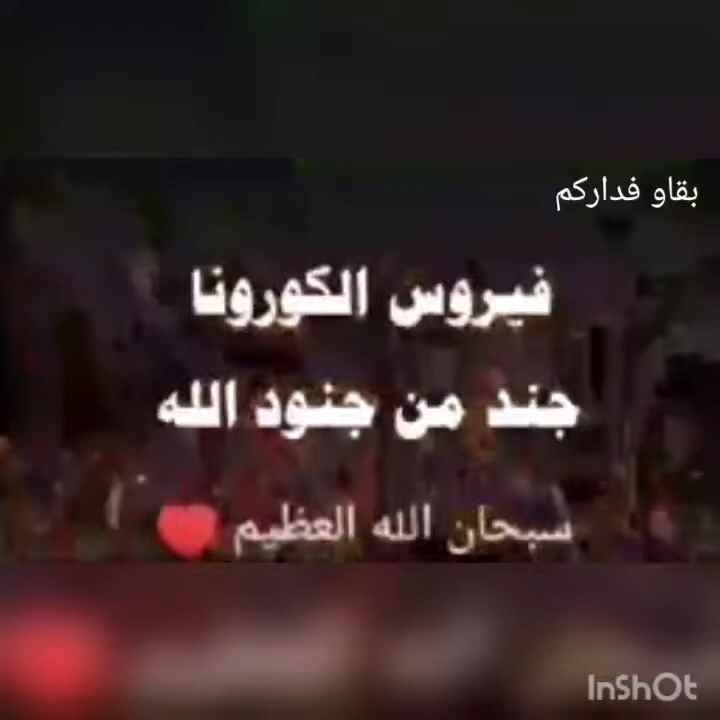 بقاو فداركم
فيروس الكورونا
جند من جنود الله
سبحان الله العظيم ❤️
InShOt